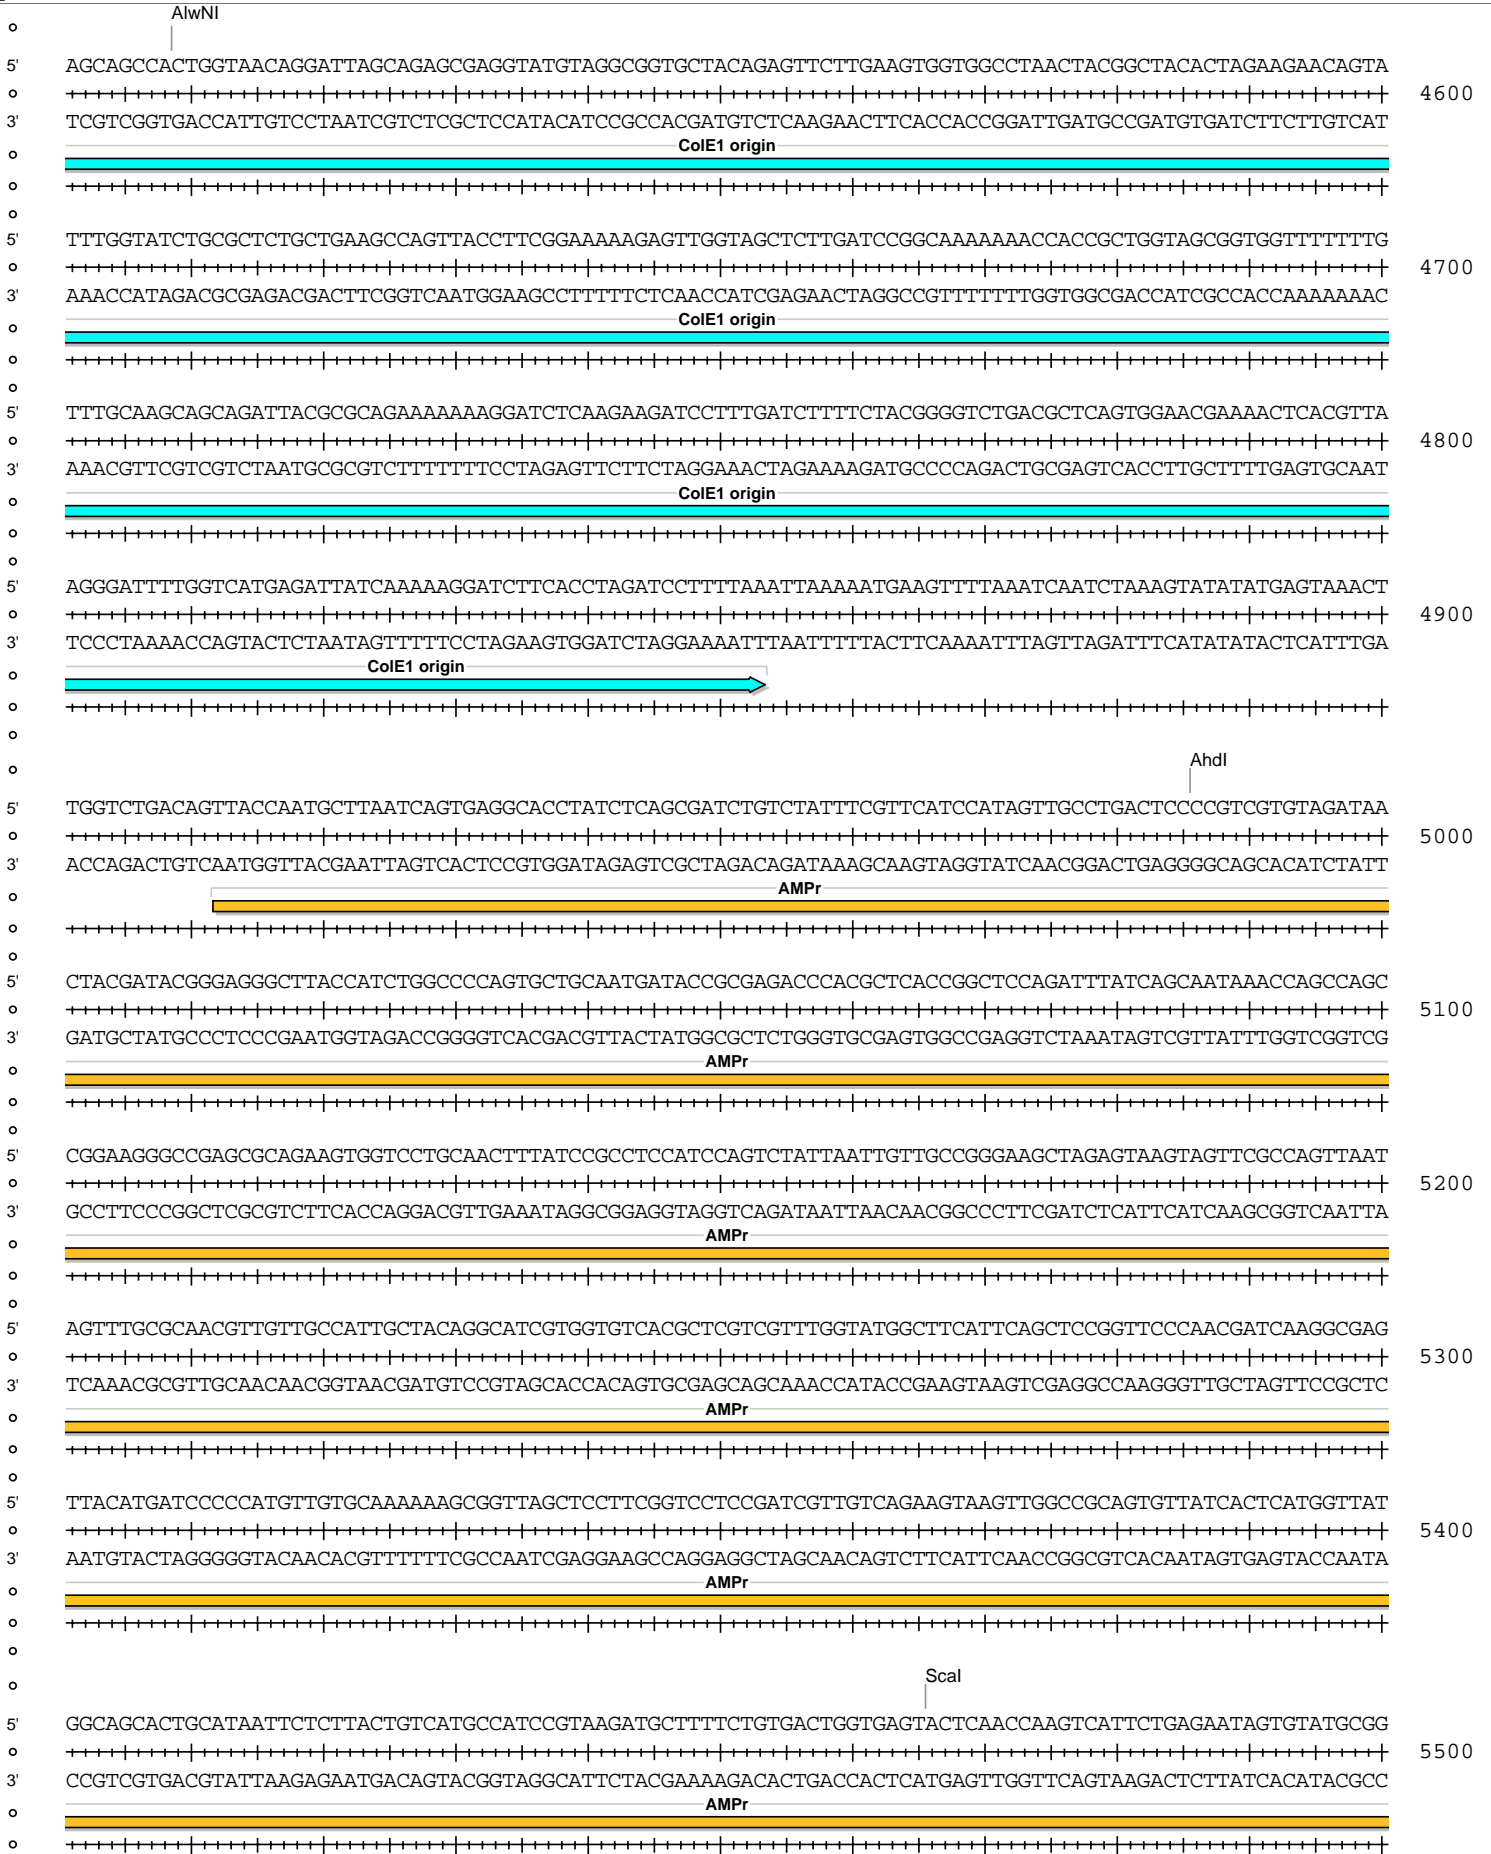 AlwNI
5' AGCAGCCACTGGTAACAGGATTAGCAGAGCGAGGTATGTAGGCGGTGCTACAGAGTTCTTGAAGTGGTGGCCTAACTACGGCTACACTAGAAGAACAGTA
4600
3' TCGTCGGTGACCATTGTCCTAATCGTCTCGCTCCATACATCCGCCACGATGTCTCAAGAACTTCACCACCGGATTGATGCCGATGTGATCTTCTTGTCAT
ColE1 origin
5' TTTGGTATCTGCGCTCTGCTGAAGCCAGTTACCTTCGGAAAAAGAGTTGGTAGCTCTTGATCCGGCAAAAAAACCACCGCTGGTAGCGGTGGTTTTTTTG
4700
3' AAACCATAGACGCGAGACGACTTCGGTCAATGGAAGCCTTTTTCTCAACCATCGAGAACTAGGCCGTTTTTTTGGTGGCGACCATCGCCACCAAAAAAAC
ColE1 origin
5' TTTGCAAGCAGCAGATTACGCGCAGAAAAAAAGGATCTCAAGAAGATCCTTTGATCTTTTCTACGGGGTCTGACGCTCAGTGGAACGAAAACTCACGTTA
4800
3' AAACGTTCGTCGTCTAATGCGCGTCTTTTTTTCCTAGAGTTCTTCTAGGAAACTAGAAAAGATGCCCCAGACTGCGAGTCACCTTGCTTTTGAGTGCAAT
ColE1 origin
5' AGGGATTTTGGTCATGAGATTATCAAAAAGGATCTTCACCTAGATCCTTTTAAATTAAAAATGAAGTTTTAAATCAATCTAAAGTATATATGAGTAAACT
4900
3' TCCCTAAAACCAGTACTCTAATAGTTTTTCCTAGAAGTGGATCTAGGAAAATTTAATTTTTACTTCAAAATTTAGTTAGATTTCATATATACTCATTTGA
ColE1 origin
AhdI
5' TGGTCTGACAGTTACCAATGCTTAATCAGTGAGGCACCTATCTCAGCGATCTGTCTATTTCGTTCATCCATAGTTGCCTGACTCCCCGTCGTGTAGATAA
5000
3' ACCAGACTGTCAATGGTTACGAATTAGTCACTCCGTGGATAGAGTCGCTAGACAGATAAAGCAAGTAGGTATCAACGGACTGAGGGGCAGCACATCTATT
AMPr
5' CTACGATACGGGAGGGCTTACCATCTGGCCCCAGTGCTGCAATGATACCGCGAGACCCACGCTCACCGGCTCCAGATTTATCAGCAATAAACCAGCCAGC
5100
3' GATGCTATGCCCTCCCGAATGGTAGACCGGGGTCACGACGTTACTATGGCGCTCTGGGTGCGAGTGGCCGAGGTCTAAATAGTCGTTATTTGGTCGGTCG
AMPr
5' CGGAAGGGCCGAGCGCAGAAGTGGTCCTGCAACTTTATCCGCCTCCATCCAGTCTATTAATTGTTGCCGGGAAGCTAGAGTAAGTAGTTCGCCAGTTAAT
5200
3' GCCTTCCCGGCTCGCGTCTTCACCAGGACGTTGAAATAGGCGGAGGTAGGTCAGATAATTAACAACGGCCCTTCGATCTCATTCATCAAGCGGTCAATTA
AMPr
5' AGTTTGCGCAACGTTGTTGCCATTGCTACAGGCATCGTGGTGTCACGCTCGTCGTTTGGTATGGCTTCATTCAGCTCCGGTTCCCAACGATCAAGGCGAG
5300
3' TCAAACGCGTTGCAACAACGGTAACGATGTCCGTAGCACCACAGTGCGAGCAGCAAACCATACCGAAGTAAGTCGAGGCCAAGGGTTGCTAGTTCCGCTC
AMPr
5' TTACATGATCCCCCATGTTGTGCAAAAAAGCGGTTAGCTCCTTCGGTCCTCCGATCGTTGTCAGAAGTAAGTTGGCCGCAGTGTTATCACTCATGGTTAT
5400
3' AATGTACTAGGGGGTACAACACGTTTTTTCGCCAATCGAGGAAGCCAGGAGGCTAGCAACAGTCTTCATTCAACCGGCGTCACAATAGTGAGTACCAATA
AMPr
ScaI
5' GGCAGCACTGCATAATTCTCTTACTGTCATGCCATCCGTAAGATGCTTTTCTGTGACTGGTGAGTACTCAACCAAGTCATTCTGAGAATAGTGTATGCGG
5500
3' CCGTCGTGACGTATTAAGAGAATGACAGTACGGTAGGCATTCTACGAAAAGACACTGACCACTCATGAGTTGGTTCAGTAAGACTCTTATCACATACGCC
AMPr